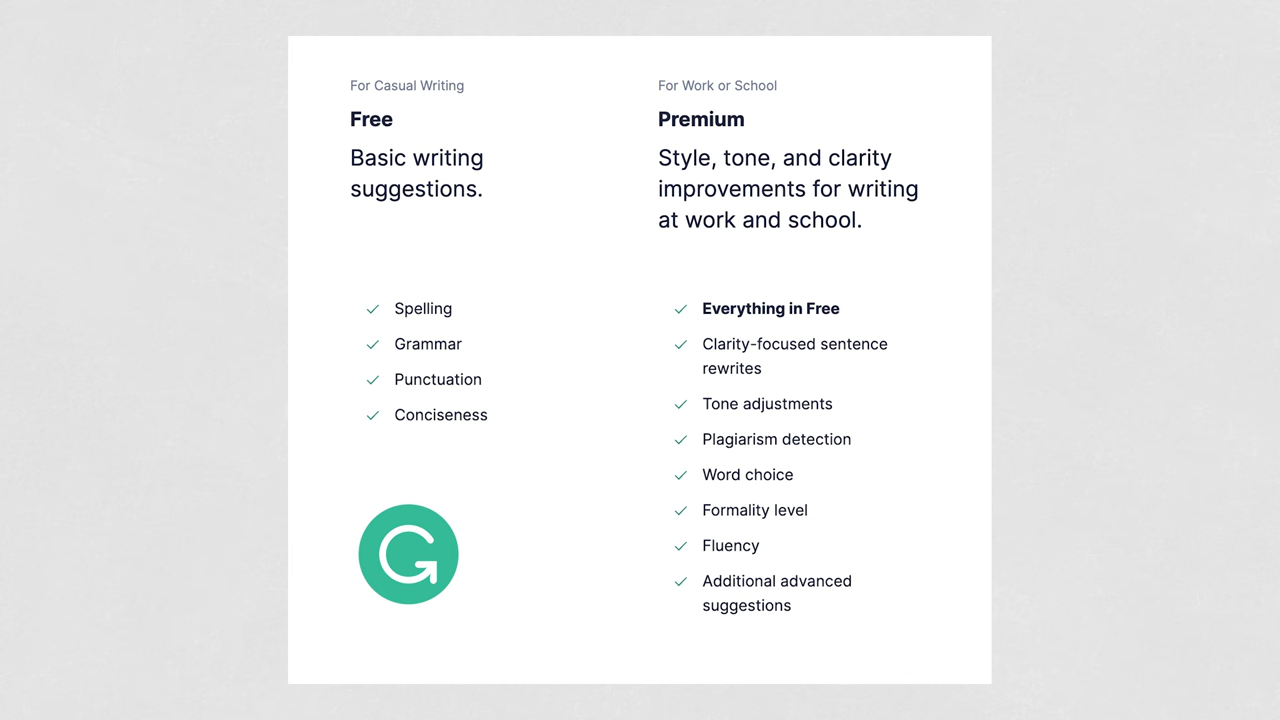 For Casual Writing
Free
Basic writing
suggestions.
Spelling
Grammar
Punctuation
Conciseness
For Work or School
Premium
Style, tone, and clarity
improvements for writing
at work and school.
Everything in Free
Clarity-focused sentence
rewrites
Tone adjustments
Plagiarism detection
Word choice
Formality level
Fluency
Additional advanced
suggestions